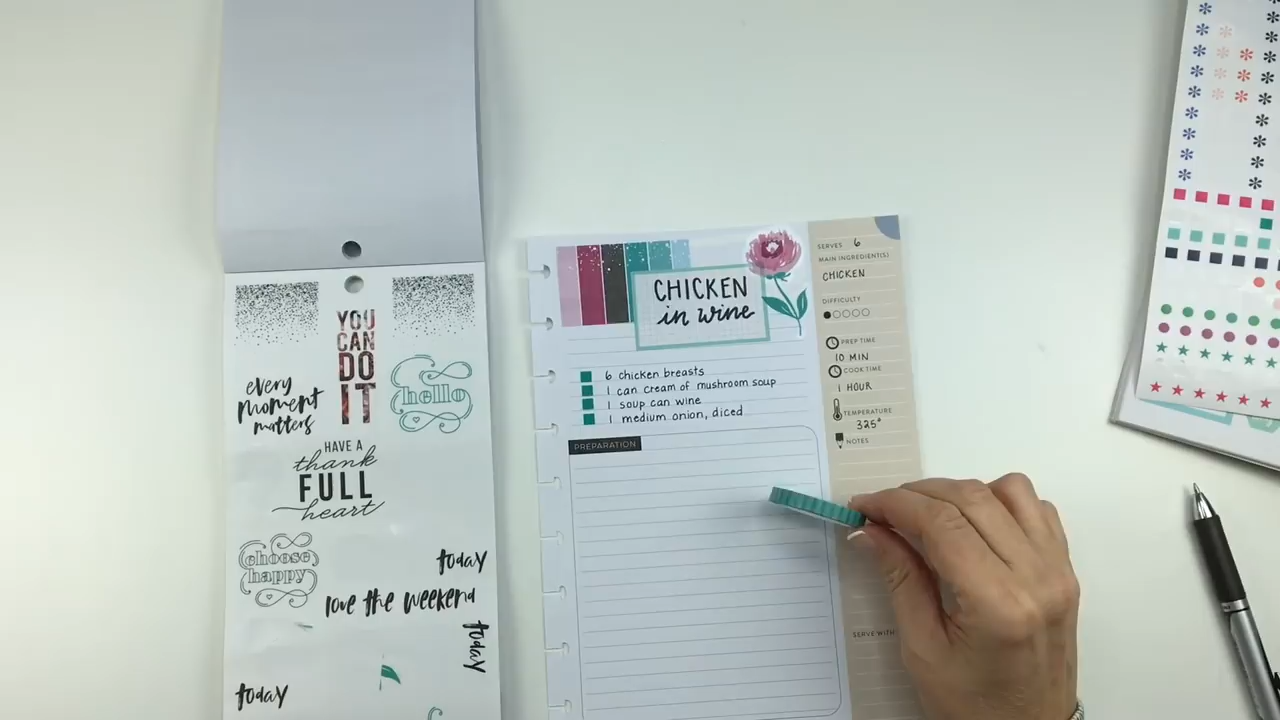 YOU
CAN
DO
IT
every
moment
matters
hello
HAVE A
thank
FULL
heart
choose
happy
today
love the weekend
today
today
CHICKEN
in wine
6 chicken breasts
1 can cream of mushroom soup
1 soup can wine
1 medium onion, diced
PREPARATION
SERVES 6
MAIN INGREDIENT(S)
CHICKEN
DIFFICULTY
PREP TIME
10 MIN
COOK TIME
1 HOUR
TEMPERATURE
325°
NOTES
SERVE WITH